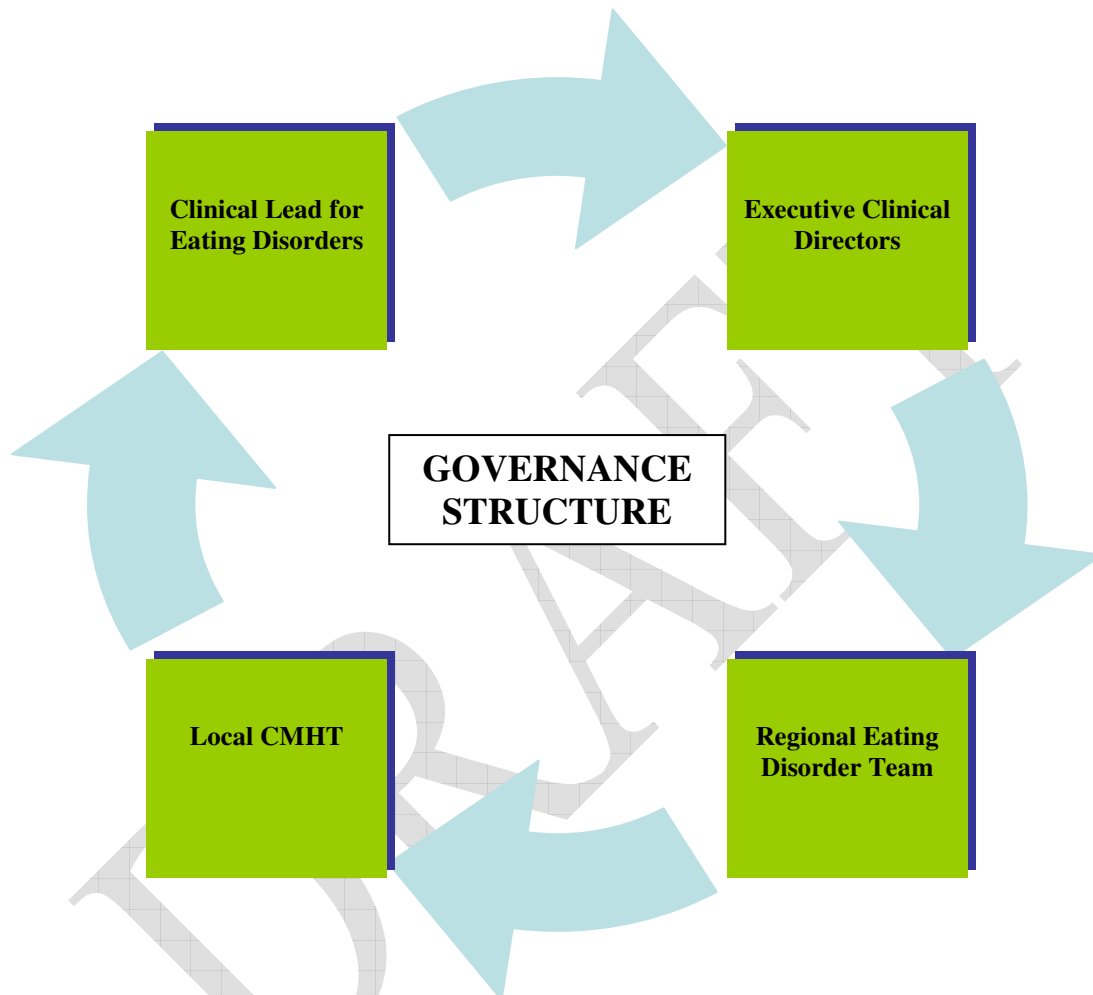 Clinical Lead for
Eating Disorders
Executive Clinical
Directors
GOVERNANCE
STRUCTURE
Local CMHT
Regional Eating
Disorder Team
DRAFT